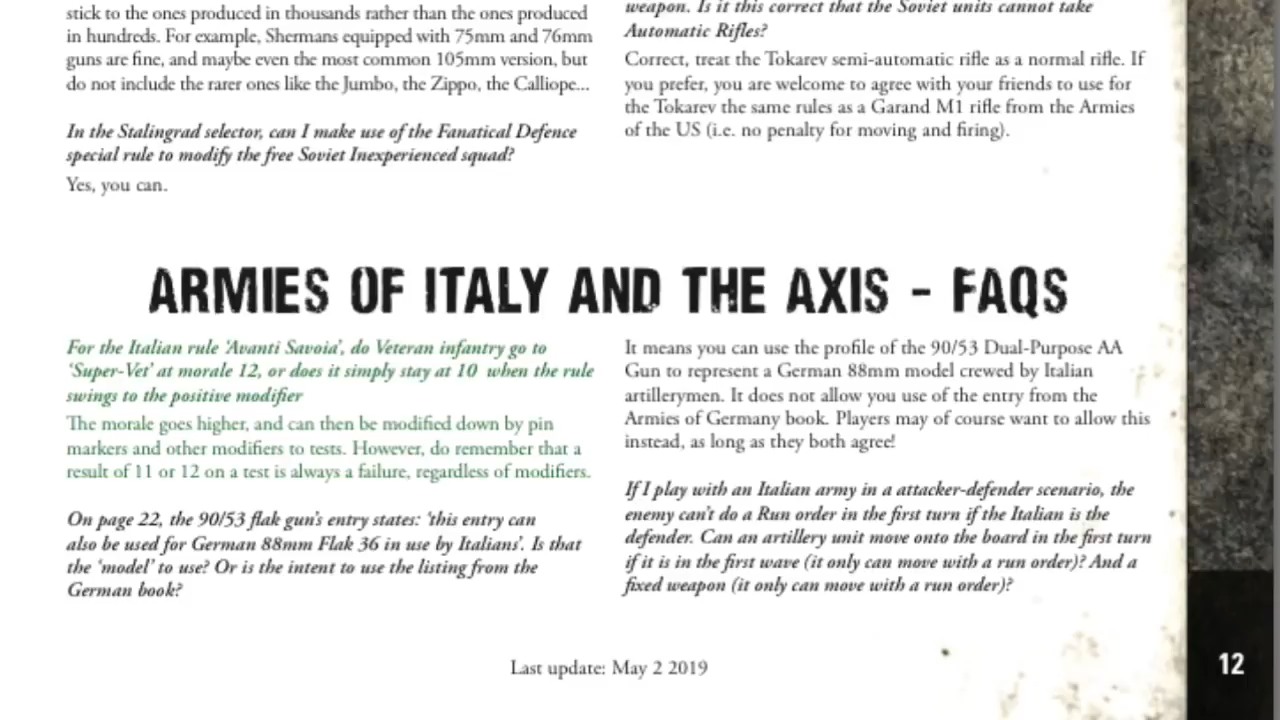 stick to the ones produced in thousands rather than the ones produced
in hundreds. For example, Shermans equipped with 75mm and 76mm
guns are fine, and maybe even the most common 105mm version, but
do not include the rarer ones like the Jumbo, the Zippo, the Calliope...
In the Stalingrad selector, can I make use of the Fanatical Defence
special rule to modify the free Soviet Inexperienced squad?
Yes, you can.
weapon. Is it this correct that the Soviet units cannot take
Automatic Rifles?
Correct, treat the Tokarev semi-automatic rifle as a normal rifle. If
you prefer, you are welcome to agree with your friends to use for
the Tokarev the same rules as a Garand M1 rifle from the Armies
of the US (i.e. no penalty for moving and firing).
ARMIES OF ITALY AND THE AXIS - FAQS
For the Italian rule ‘Avanti Savoia’, do Veteran infantry go to
‘Super-Vet’ at morale 12, or does it simply stay at 10 when the rule
swings to the positive modifier
The morale goes higher, and can then be modified down by pin
markers and other modifiers to tests. However, do remember that a
result of 11 or 12 on a test is always a failure, regardless of modifiers.
On page 22, the 90/53 flak gun’s entry states: ‘this entry can
also be used for German 88mm Flak 36 in use by Italians’. Is that
the ‘model’ to use? Or is the intent to use the listing from the
German book?
It means you can use the profile of the 90/53 Dual-Purpose AA
Gun to represent a German 88mm model crewed by Italian
artillerymen. It does not allow you use of the entry from the
Armies of Germany book. Players may of course want to allow this
instead, as long as they both agree!
If I play with an Italian army in a attacker-defender scenario, the
enemy can’t do a Run order in the first turn if the Italian is the
defender. Can an artillery unit move onto the board in the first turn
if it is in the first wave (it only can move with a run order)? And a
fixed weapon (it only can move with a run order)?
Last update: May 2 2019
12